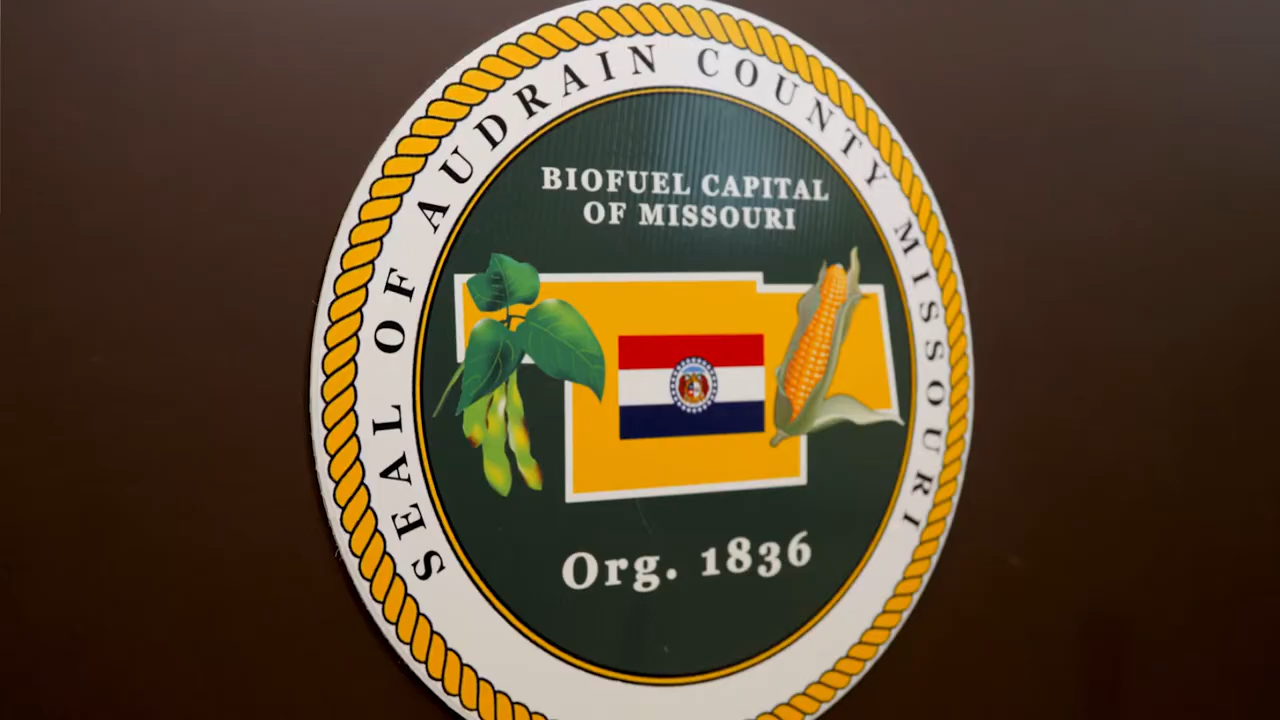 SEAL OF AUDRAIN COUNTY MISSOURI
BIOFUEL CAPITAL
OF MISSOURI
Org. 1836